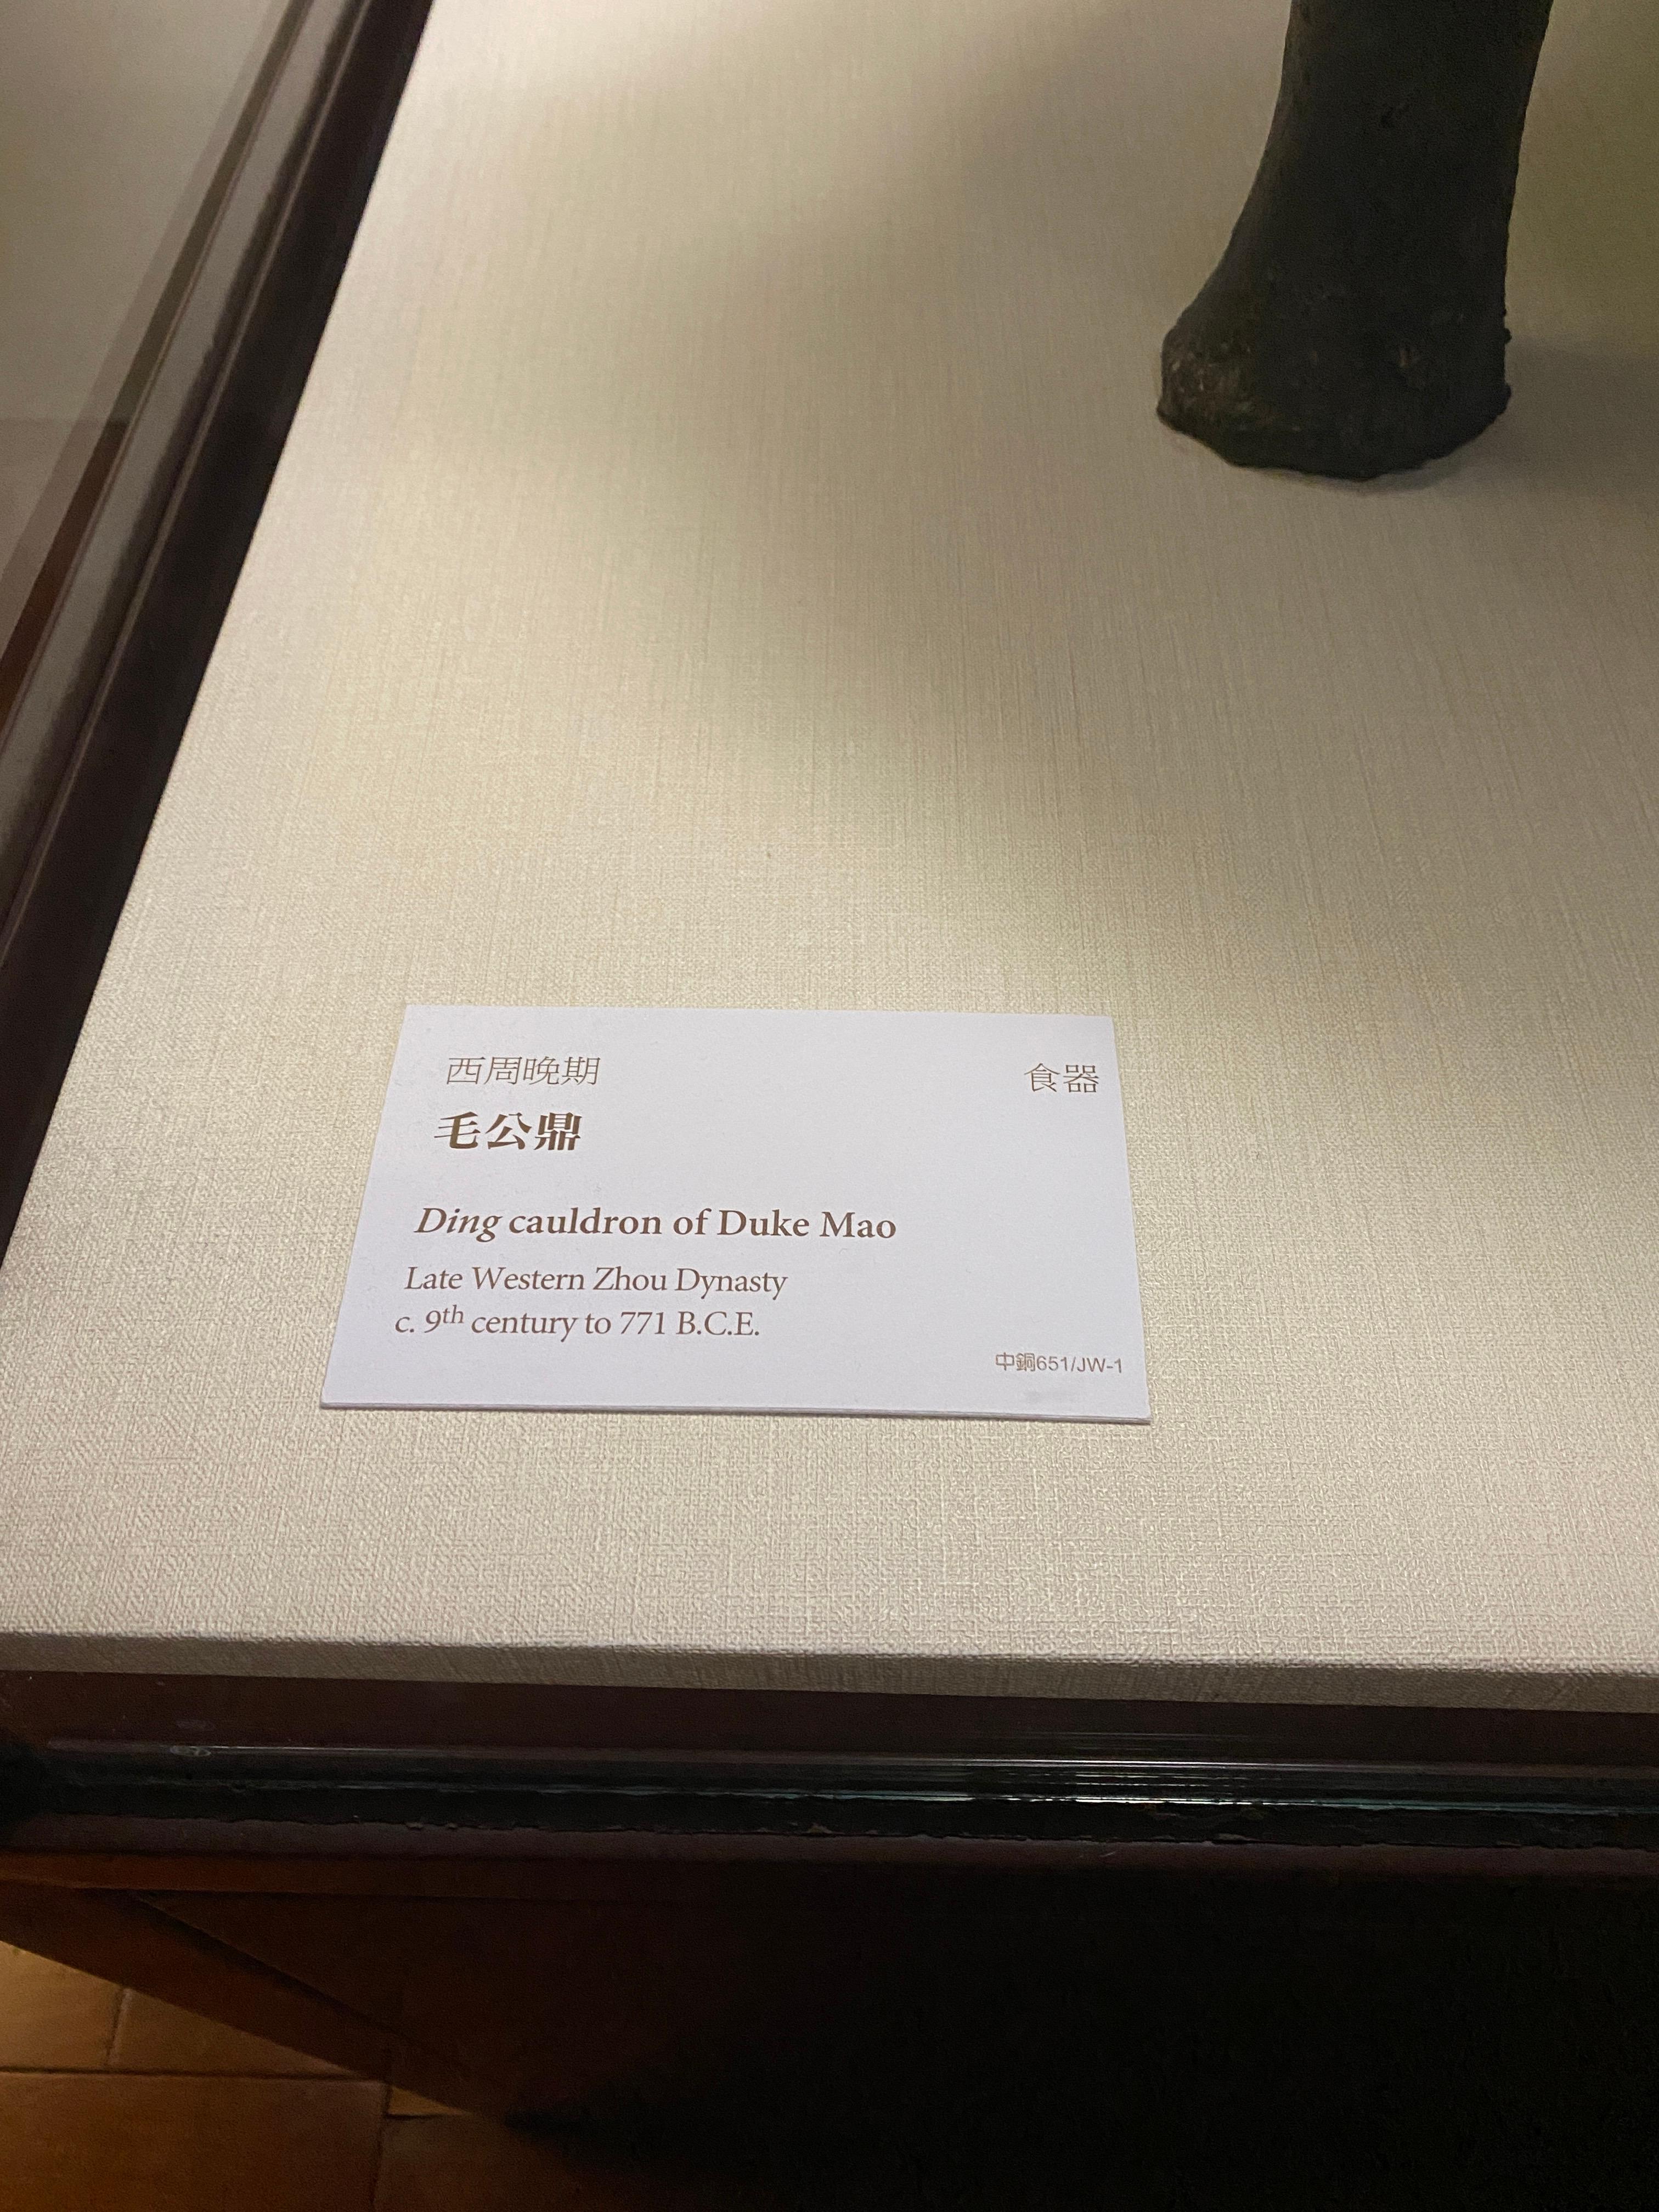 西周晚期 食器
毛公鼎
Ding cauldron of Duke Mao
Late Western Zhou Dynasty
c. 9th century to 771 B.C.E.
中銅651/JW-1